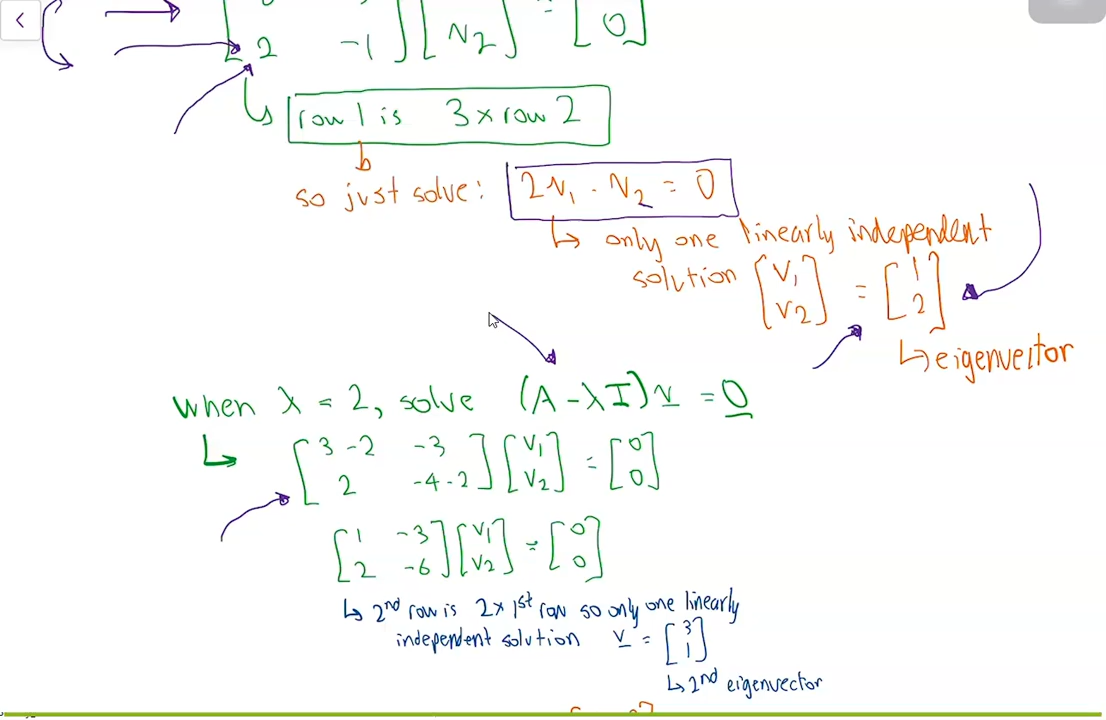 2 -1 ] [ v2 ] = [ 0 ]
row 1 is 3 x row 2
so just solve: 2v1 - v2 = 0
only one linearly independent
solution [ v1 v2 ] = [ 1 2 ]
eigenvector
when λ = 2, solve (A - λI) v = 0
[ 3-2 -3
2 -4-2 ] [ v1 v2 ] = [ 0 0 ]
[ 1 -3
2 -6 ] [ v1 v2 ] = [ 0 0 ]
2nd row is 2x1st row so only one linearly
independent solution v = [ 3 1 ]
2nd eigenvector